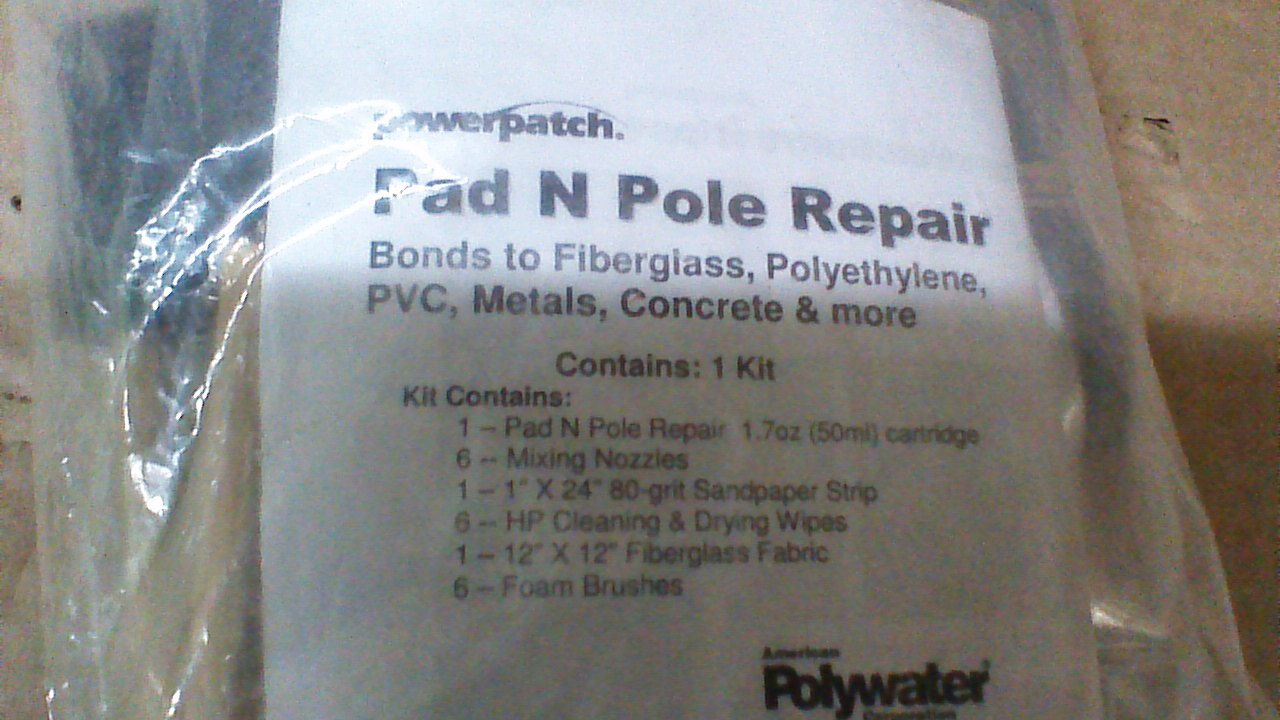 powerpatch.
Pad N Pole Repair
Bonds to Fiberglass, Polyethylene,
PVC, Metals, Concrete & more
Contains: 1 Kit
Kit Contains:
1 – Pad N Pole Repair 1.7oz (50ml) cartridge
6 -- Mixing Nozzles
1 – 1" X 24" 80-grit Sandpaper Strip
6 – HP Cleaning & Drying Wipes
1 – 12" X 12" Fiberglass Fabric
6 – Foam Brushes
American
Polywater
Corporation